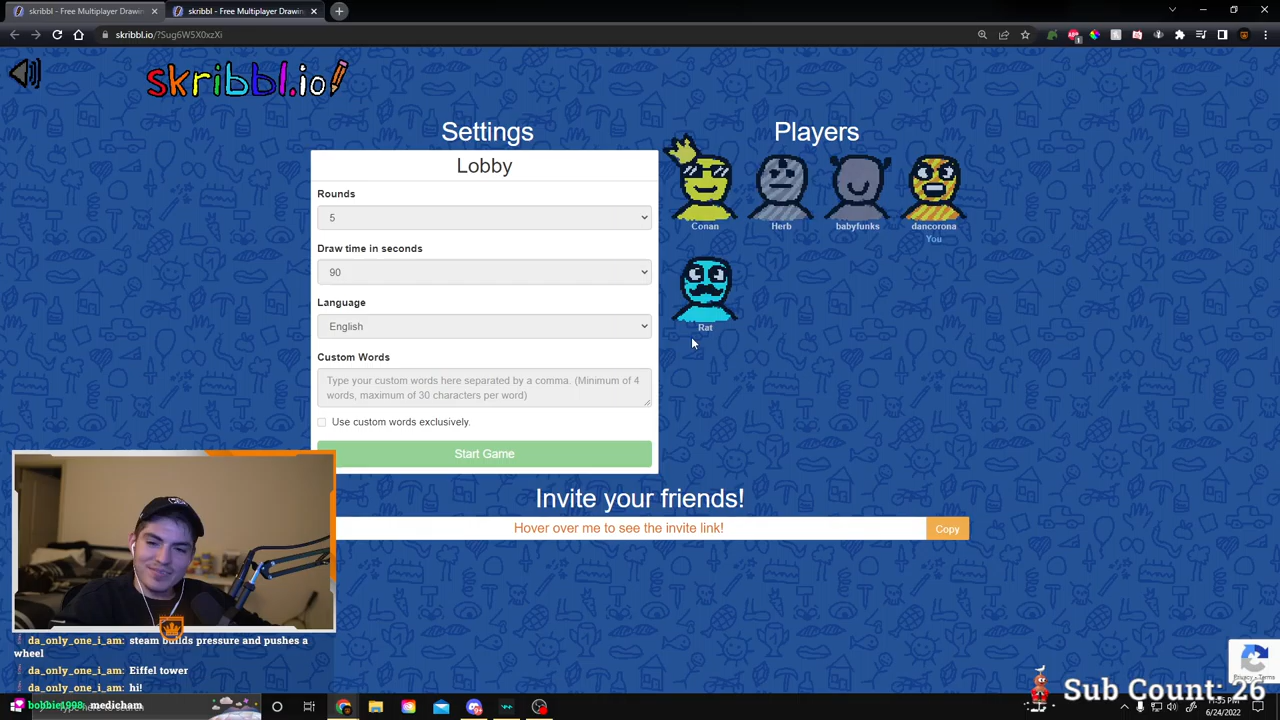 skribbl - Free Multiplayer Drawin
skribbl - Free Multiplayer Drawin
skribbl.io/?Sug6W5X0xzXi
skribbl.io
Settings
Players
Lobby
Rounds
5
Draw time in seconds
90
Language
English
Custom Words
Type your custom words here separated by a comma. (Minimum of 4
words, maximum of 30 characters per word)
Use custom words exclusively.
Start Game
Conan
Herb
babyfunks
dancorona
You
Rat
Invite your friends!
Hover over me to see the invite link!
Copy
da_only_one_i_am: steam builds pressure and pushes a
wheel
da_only_one_i_am: Eiffel tower
da_only_one_i_am: hi!
bobbie1998: medicham
Privacy - Terms
Sub Count: 26
6/24/2022